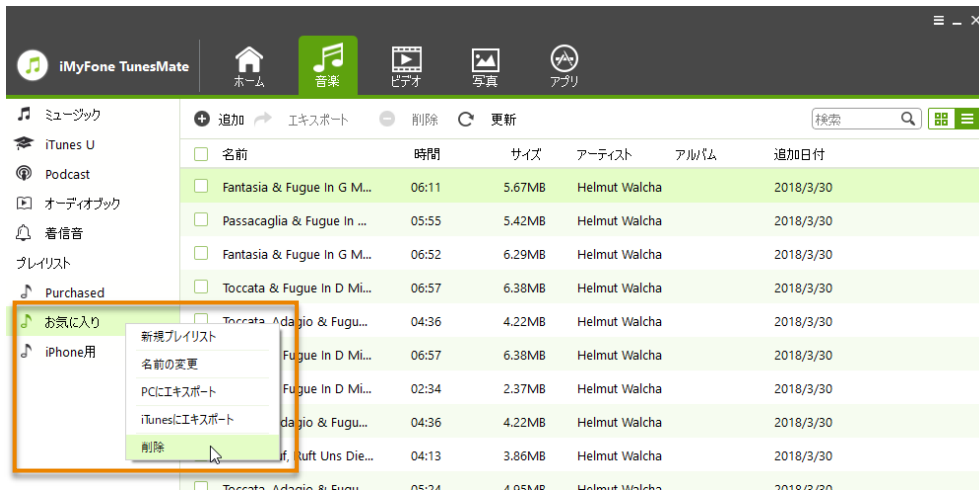 iMyFone TunesMate
ホーム
音楽
ビデオ
写真
アプリ
ミュージック
iTunes U
Podcast
オーディオブック
着信音
プレイリスト
Purchased
お気に入り
iPhone用
新規プレイリスト
名前の変更
PCにエキスポート
iTunesにエキスポート
削除
追加 エキスポート 削除 更新 検索
名前 時間 サイズ アーティスト アルバム 追加日付
Fantasia & Fugue In G M... 06:11 5.67MB Helmut Walcha 2018/3/30
Passacaglia & Fugue In ... 05:55 5.42MB Helmut Walcha 2018/3/30
Fantasia & Fugue In G M... 06:52 6.29MB Helmut Walcha 2018/3/30
Toccata & Fugue In D Mi... 06:57 6.38MB Helmut Walcha 2018/3/30
Toccata, Adagio & Fugu... 04:36 4.22MB Helmut Walcha 2018/3/30
Fugue In D Mi... 06:57 6.38MB Helmut Walcha 2018/3/30
Fugue In D Mi... 02:34 2.37MB Helmut Walcha 2018/3/30
dagio & Fugu... 04:36 4.22MB Helmut Walcha 2018/3/30
Ruft Uns Die... 04:13 3.86MB Helmut Walcha 2018/3/30
Toccata, Adagio & Fugu... 05:24 4.95MB Helmut Walcha 2018/3/30